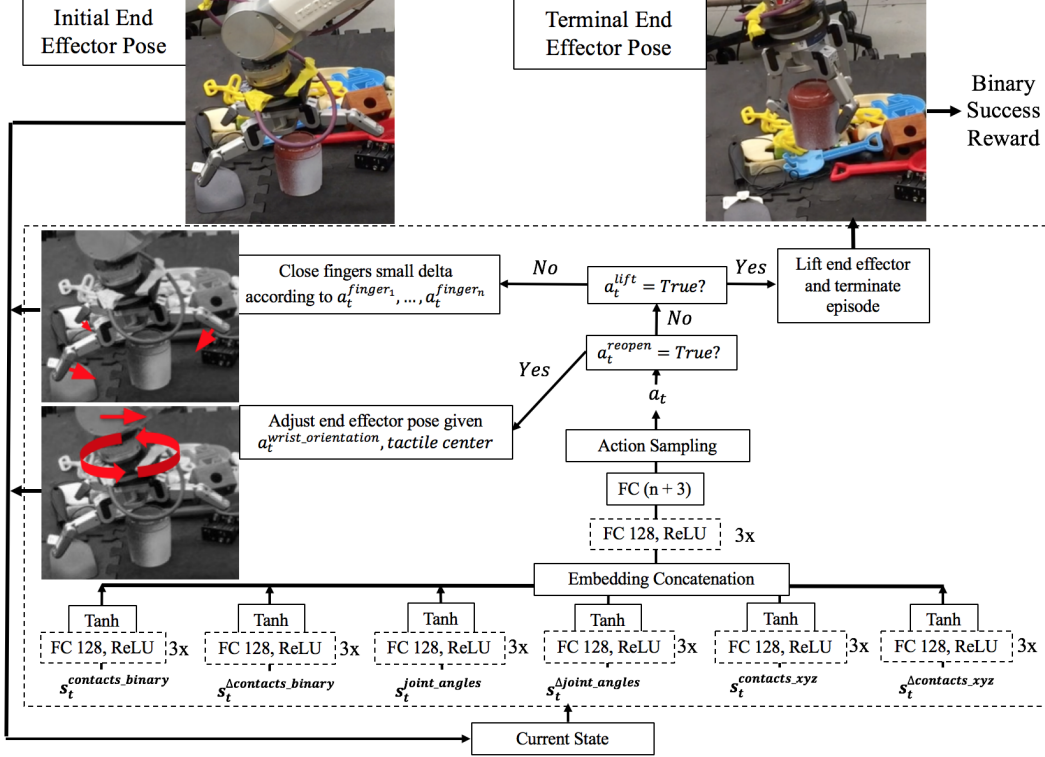 Initial End
Effector Pose
Terminal End
Effector Pose
Binary
Success
Reward
Close fingers small delta
according to a_t^{finger_1}, ..., a_t^{finger_n}
No
a_t^{lift} = True?
Yes
Lift end effector
and terminate
episode
No
a_t^{reopen} = True?
Yes
a_t
Adjust end effector pose given
a_t^{wrist_orientation}, tactile center
Action Sampling
FC (n + 3)
FC 128, ReLU 3x
Embedding Concatenation
Tanh Tanh Tanh Tanh Tanh Tanh
FC 128, ReLU 3x FC 128, ReLU 3x FC 128, ReLU 3x FC 128, ReLU 3x FC 128, ReLU 3x FC 128, ReLU 3x
s_t^{contacts_binary} s_t^{Δcontacts_binary} s_t^{joint_angles} s_t^{Δjoint_angles} s_t^{contacts_xyz} s_t^{Δcontacts_xyz}
Current State